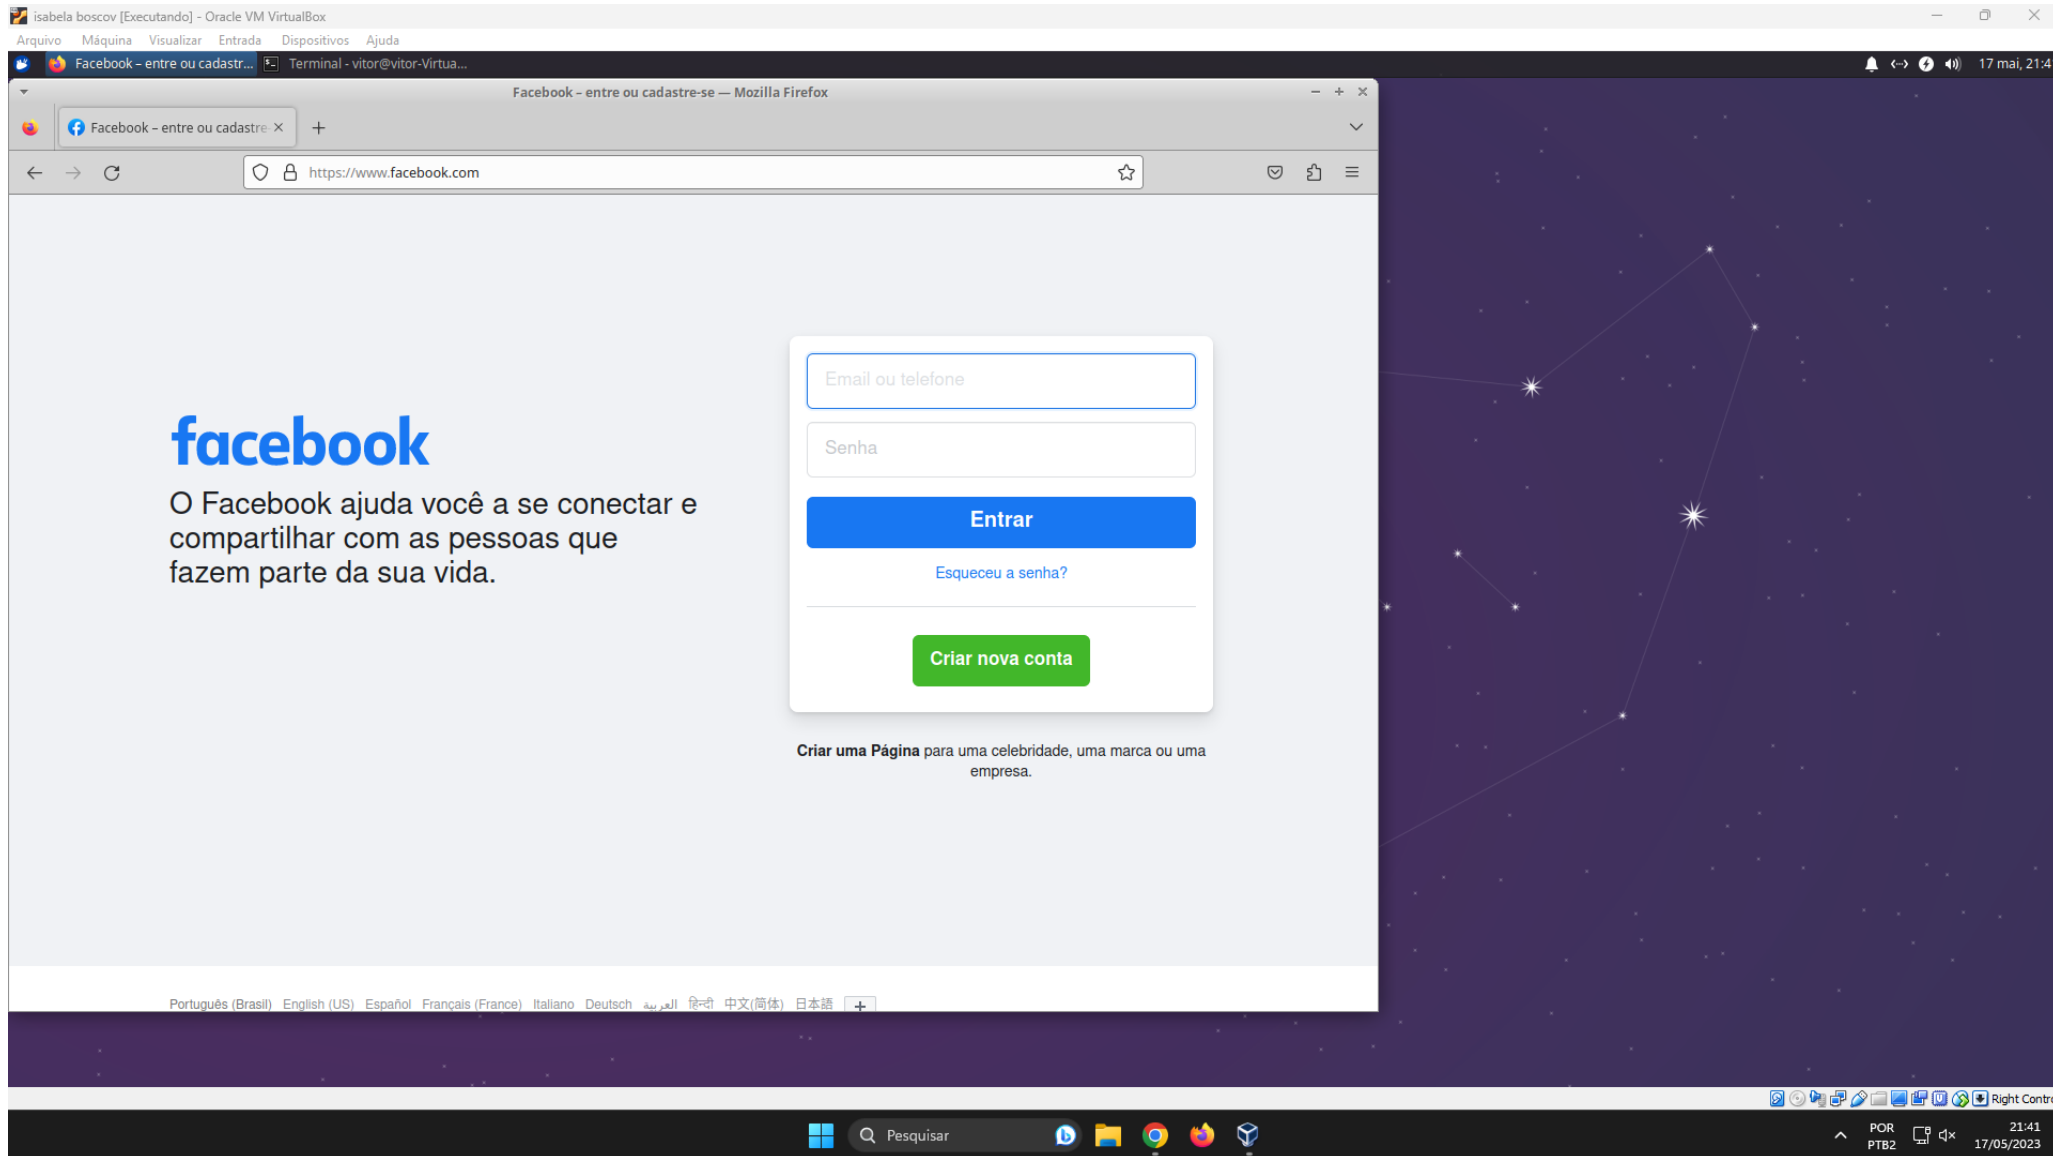 isabela boscov [Executando] - Oracle VM VirtualBox
Arquivo Máquina Visualizar Entrada Dispositivos Ajuda
Facebook – entre ou cadastr... Terminal - vitor@vitor-Virtua... 17 mai, 21:4
Facebook – entre ou cadastre-se — Mozilla Firefox
Facebook – entre ou cadastre-
https://www.facebook.com
Email ou telefone
Senha
Entrar
Esqueceu a senha?
Criar nova conta
facebook
O Facebook ajuda você a se conectar e
compartilhar com as pessoas que
fazem parte da sua vida.
Criar uma Página para uma celebridade, uma marca ou uma
empresa.
Português (Brasil) English (US) Español Français (France) Italiano Deutsch العربية हिन्दी 中文(简体) 日本語 +
Right Contr
Pesquisar
POR
PTB2
21:41
17/05/2023